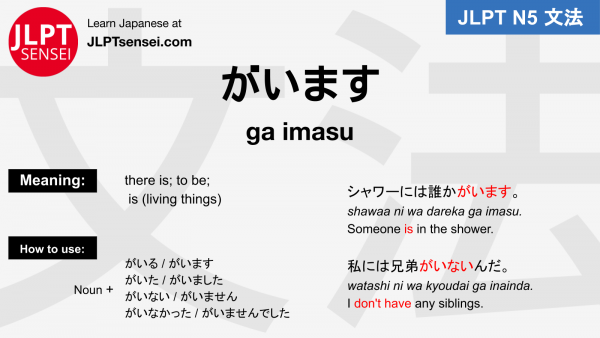 JLPT
SENSEI
Learn Japanese at
JLPTsensei.com
JLPT N5 文法
文法
がいます
ga imasu
Meaning:
there is; to be;
is (living things)
How to use:
Noun +
がいる / がいます
がいた / がいました
がいない / がいません
がいなかった / がいませんでした
シャワーには誰かがいます。
shawaa ni wa dareka ga imasu.
Someone is in the shower.
私には兄弟がいないんだ。
watashi ni wa kyoudai ga inainda.
I don't have any siblings.